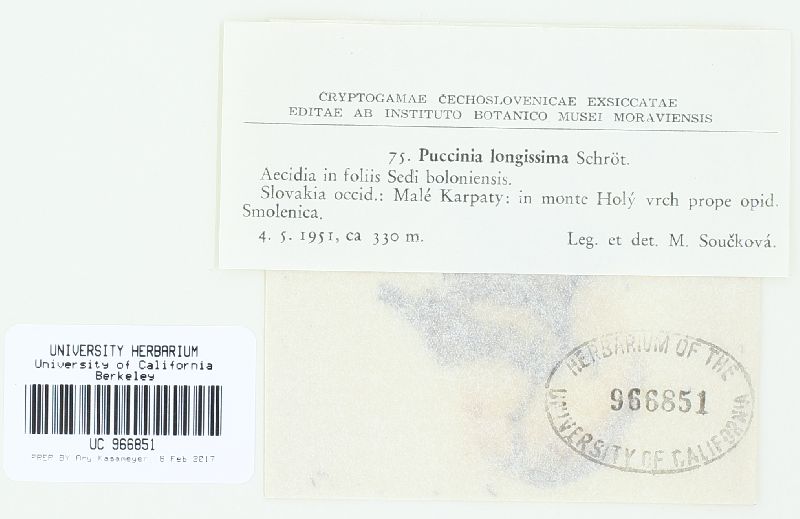 CRYPTOGAMAE ČECHOSLOVENICAE EXSICCATAE
EDITAE AB INSTITUTO BOTANICO MUSEI MORAVIENSIS
75. Puccinia longissima Schröt.
Aecidia in foliis Sedi boloniensis.
Slovakia occid.: Malé Karpaty: in monte Holý vrch prope opid.
Smolenica.
4. 5. 1951, ca 330 m. Leg. et det. M. Součková.
HERBARIUM OF THE
966851
UNIVERSITY OF CALIFORNIA
UNIVERSITY HERBARIUM
University of California
Berkeley
UC 966851
PREP BY Ary Kasameyer 8 Feb 2017